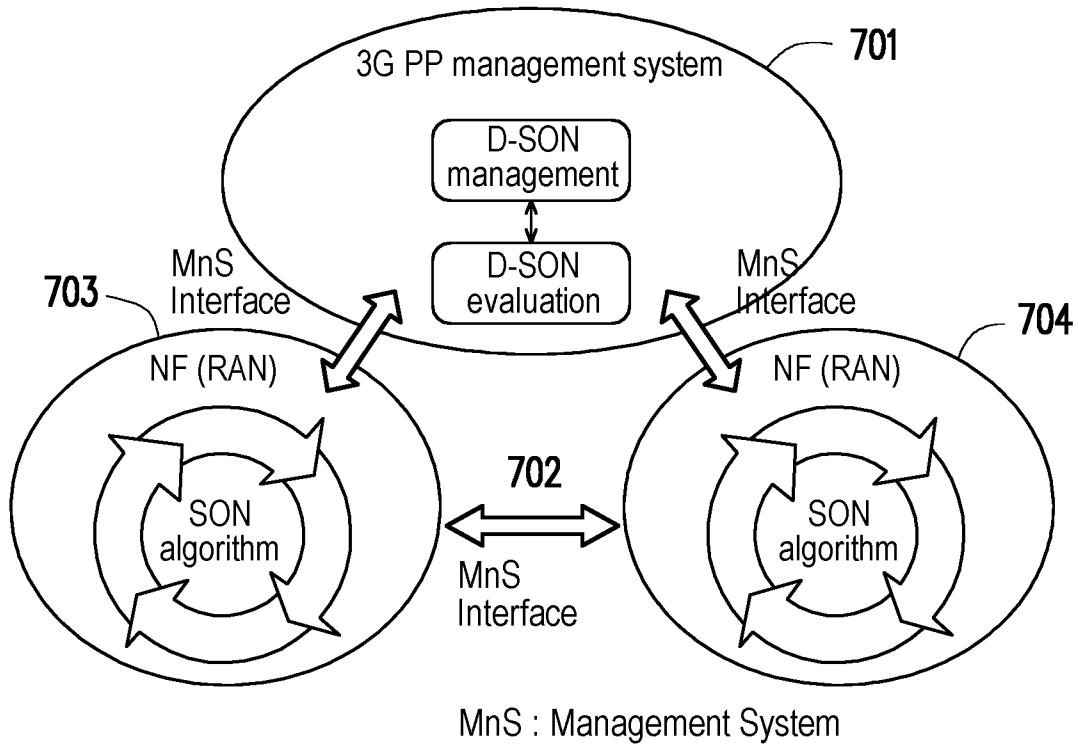 701
3G PP management system
D-SON
management
D-SON
evaluation
MnS
Interface
MnS
Interface
703
704
NF (RAN)
NF (RAN)
SON
algorithm
702
SON
algorithm
MnS
Interface
MnS : Management System